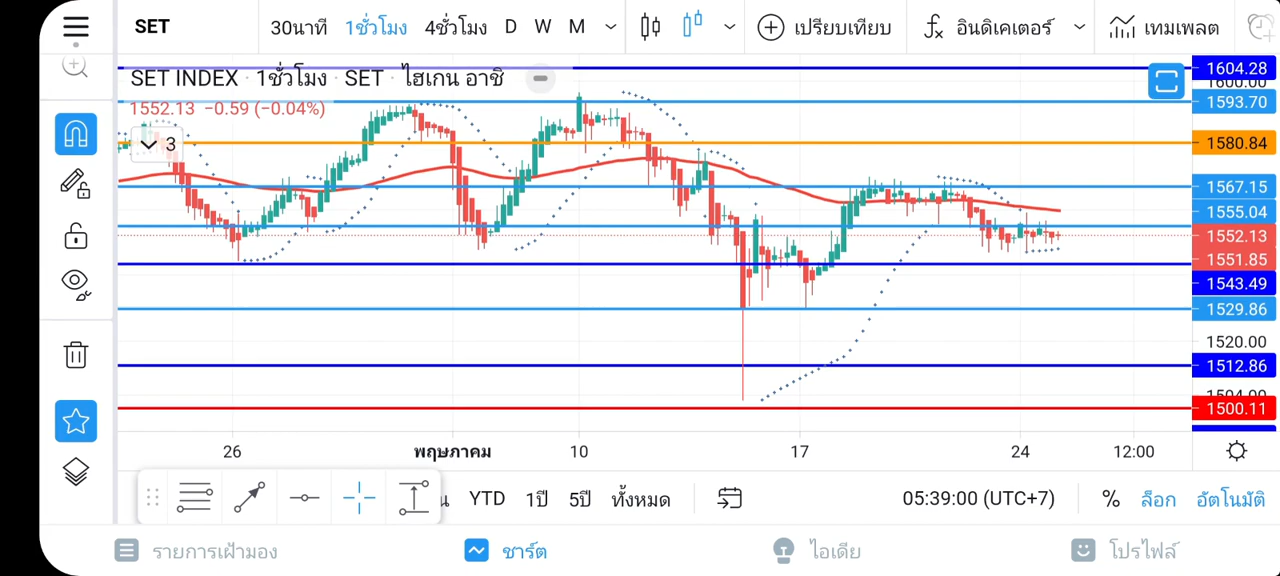 SET 30นาที 1ชั่วโมง 4ชั่วโมง D W M เปรียบเทียบ fx อินดิเคเตอร์ เทมเพลต
SET INDEX · 1ชั่วโมง · SET · ไฮเกน อาชิ
1552.13 −0.59 (−0.04%)
3
1604.28
1600.00
1593.70
1580.84
1567.15
1555.04
1552.13
1551.85
1543.49
1529.86
1520.00
1512.86
1504.00
1500.11
26 พฤษภาคม 10 17 24 12:00
น YTD 1ปี 5ปี ทั้งหมด 05:39:00 (UTC+7) % ล็อก อัตโนมัติ
รายการเฝ้ามอง ชาร์ต ไอเดีย โปรไฟล์